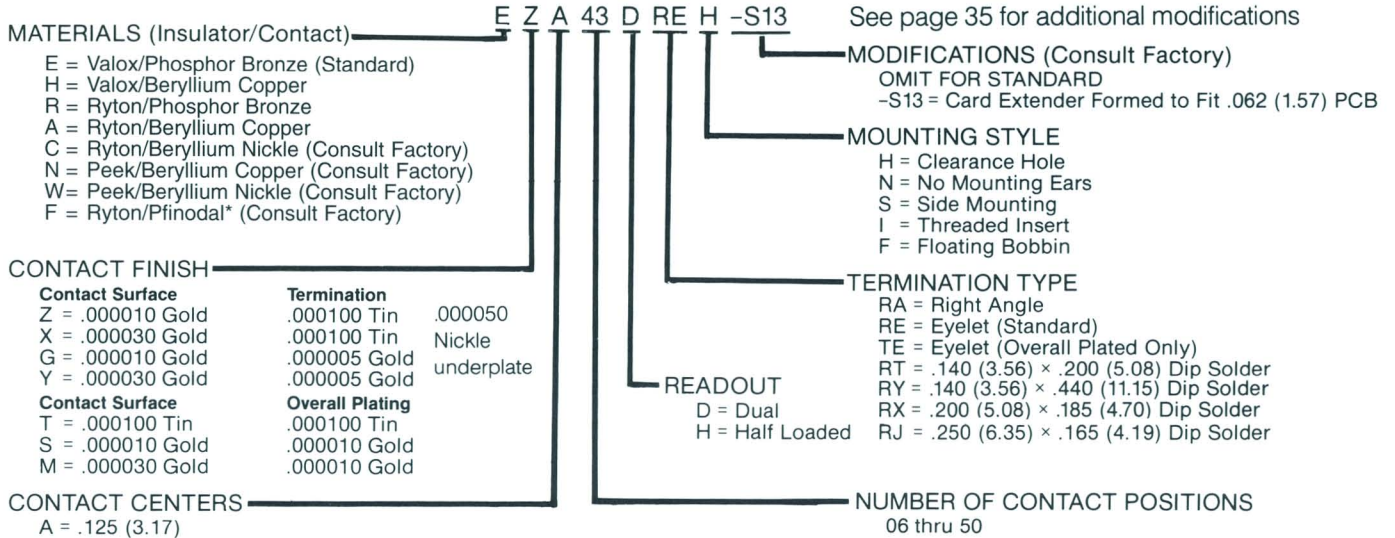 E Z A 43 D RE H -S13
See page 35 for additional modifications
MATERIALS (Insulator/Contact)
E = Valox/Phosphor Bronze (Standard)
H = Valox/Beryllium Copper
R = Ryton/Phosphor Bronze
A = Ryton/Beryllium Copper
C = Ryton/Beryllium Nickle (Consult Factory)
N = Peek/Beryllium Copper (Consult Factory)
W= Peek/Beryllium Nickle (Consult Factory)
F = Ryton/Pfinodal* (Consult Factory)
CONTACT FINISH
Contact Surface Termination
Z = .000010 Gold .000100 Tin .000050
X = .000030 Gold .000100 Tin Nickle
G = .000010 Gold .000005 Gold underplate
Y = .000030 Gold .000005 Gold
Contact Surface Overall Plating
T = .000100 Tin .000100 Tin
S = .000010 Gold .000010 Gold
M = .000030 Gold .000010 Gold
CONTACT CENTERS
A = .125 (3.17)
MODIFICATIONS (Consult Factory)
OMIT FOR STANDARD
-S13 = Card Extender Formed to Fit .062 (1.57) PCB
MOUNTING STYLE
H = Clearance Hole
N = No Mounting Ears
S = Side Mounting
I = Threaded Insert
F = Floating Bobbin
TERMINATION TYPE
RA = Right Angle
RE = Eyelet (Standard)
TE = Eyelet (Overall Plated Only)
RT = .140 (3.56) × .200 (5.08) Dip Solder
RY = .140 (3.56) × .440 (11.15) Dip Solder
RX = .200 (5.08) × .185 (4.70) Dip Solder
RJ = .250 (6.35) × .165 (4.19) Dip Solder
READOUT
D = Dual
H = Half Loaded
NUMBER OF CONTACT POSITIONS
06 thru 50